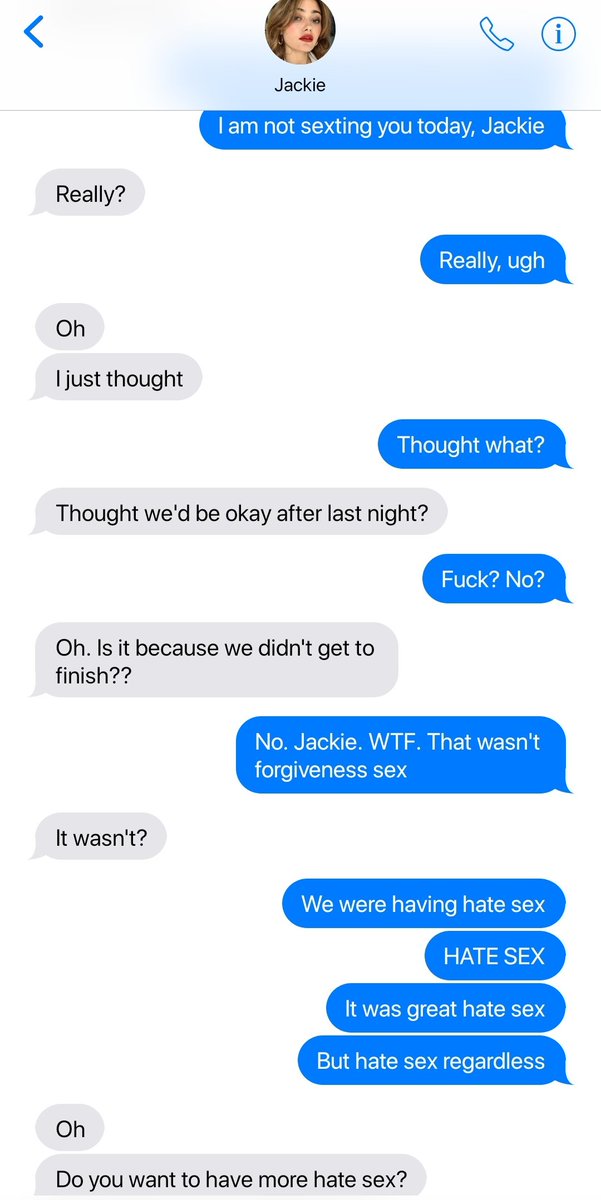 Jackie
I am not sexting you today, Jackie
Really?
Really, ugh
Oh
I just thought
Thought what?
Thought we'd be okay after last night?
Fuck? No?
Oh. Is it because we didn't get to
finish??
No. Jackie. WTF. That wasn't
forgiveness sex
It wasn't?
We were having hate sex
HATE SEX
It was great hate sex
But hate sex regardless
Oh
Do you want to have more hate sex?